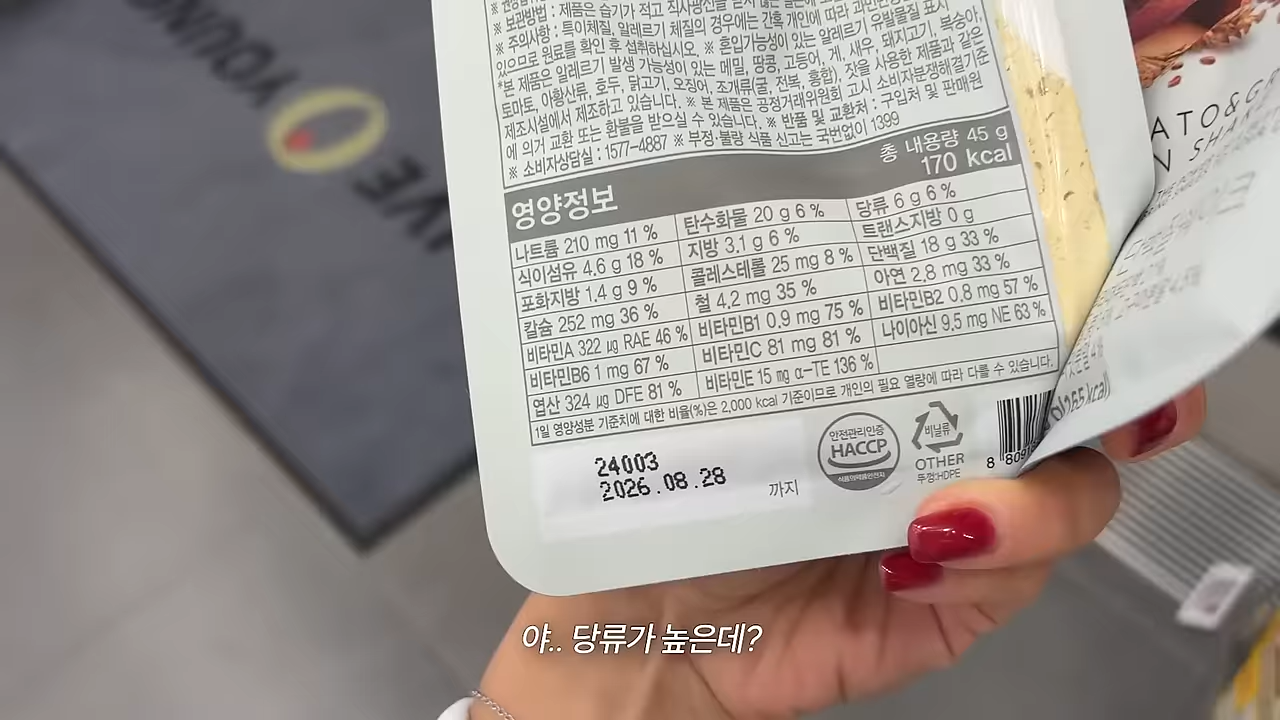 YOUNG
IVE
※ 보관방법 : 제품은 습기가 적고 직사광선을
※ 주의사항 : 특이체질, 알레르기 체질의 경우에는 간혹 개인에 따라
있으므로 원료를 확인 후 섭취하십시오. ※ 혼입가능성이 있는 알레르기 유발물질 표시
*본 제품은 알레르기 발생 가능성이 있는 메밀, 땅콩, 고등어, 게, 새우, 돼지고기, 복숭아,
토마토, 아황산류, 호두, 닭고기, 오징어, 조개류(굴, 전복, 홍합), 잣을 사용한 제품과 같은
제조시설에서 제조하고 있습니다. ※ 본 제품은 공정거래위원회 고시 소비자분쟁해결기준
에 의거 교환 또는 환불을 받으실 수 있습니다. ※ 반품 및 교환처 : 구입처 및 판매원
※ 소비자상담실 : 1577-4887 ※ 부정·불량 식품 신고는 국번없이 1399
영양정보
총 내용량 45 g
170 kcal
나트륨 210 mg 11 % 탄수화물 20 g 6 % 당류 6 g 6 %
식이섬유 4.6 g 18 % 지방 3.1 g 6 % 트랜스지방 0 g
포화지방 1.4 g 9 % 콜레스테롤 25 mg 8 % 단백질 18 g 33 %
칼슘 252 mg 36 % 철 4.2 mg 35 % 아연 2.8 mg 33 %
비타민A 322 ㎍ RAE 46 % 비타민B1 0.9 mg 75 % 비타민B2 0.8 mg 57 %
비타민B6 1 mg 67 % 비타민C 81 mg 81 % 나이아신 9.5 mg NE 63 %
엽산 324 ㎍ DFE 81 % 비타민E 15 ㎎ α-TE 136 %
1일 영양성분 기준치에 대한 비율(%)은 2,000 kcal 기준이므로 개인의 필요 열량에 따라 다를 수 있습니다.
24003
2026.08.28
까지
안전관리인증
HACCP
식품의약품안전처
비닐류
OTHER
뚜껑:HDPE
8 809
ATO&GR
N SHAK
야.. 당류가 높은데?